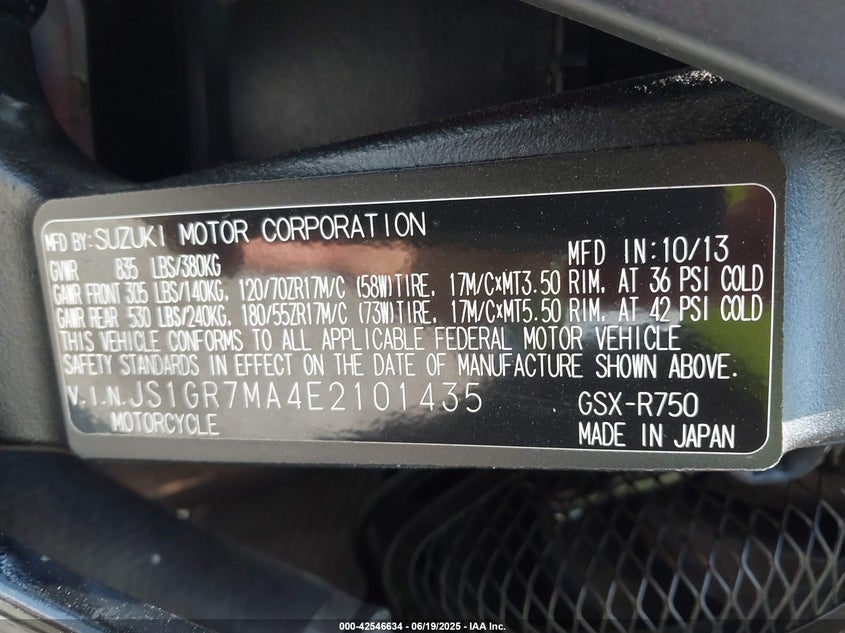 MFD BY: SUZUKI MOTOR CORPORATION
MFD IN: 10/13
GVWR 835 LBS/380KG
GAWR FRONT 305 LBS/140KG, 120/70ZR17M/C (58W)TIRE, 17M/C×MT3.50 RIM, AT 36 PSI COLD
GAWR REAR 530 LBS/240KG, 180/55ZR17M/C (73W)TIRE, 17M/C×MT5.50 RIM, AT 42 PSI COLD
THIS VEHICLE CONFORMS TO ALL APPLICABLE FEDERAL MOTOR VEHICLE
SAFETY STANDARDS IN EFFECT ON THE DATE OF MANUFACTURE SHOWN ABOVE.
V.I.N. JS1GR7MA4E2101435 GSX-R750
MOTORCYCLE MADE IN JAPAN
000-42546634 - 06/19/2025 - IAA Inc.